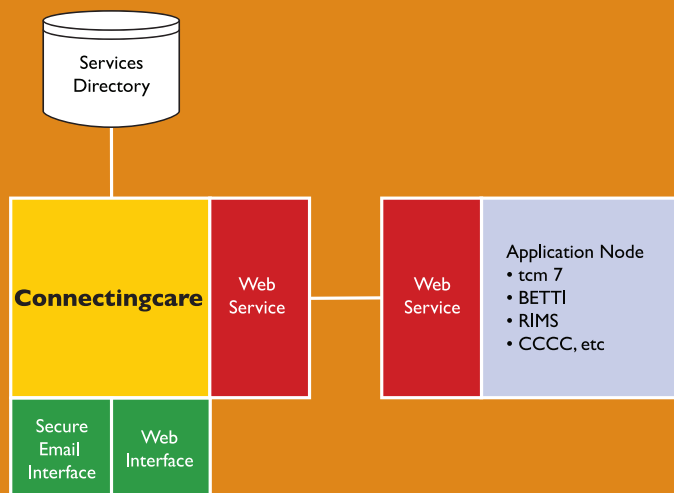 Services
Directory
Connectingcare
Web
Service
Web
Service
Application Node
• tcm 7
• BETTI
• RIMS
• CCCC, etc
Secure
Email
Interface
Web
Interface